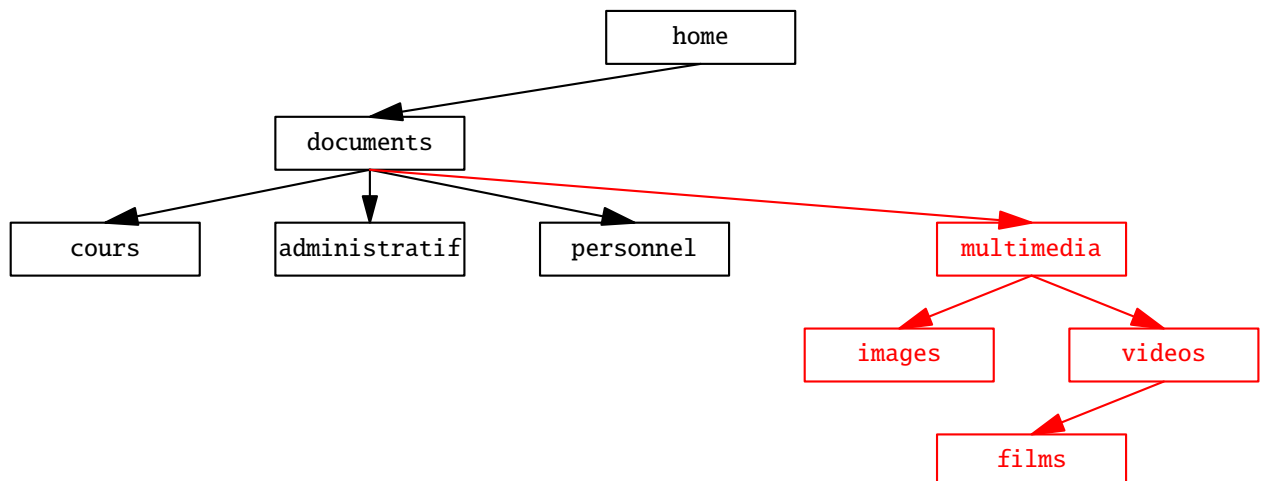 home
documents
cours
administratif
personnel
multimedia
images
videos
films